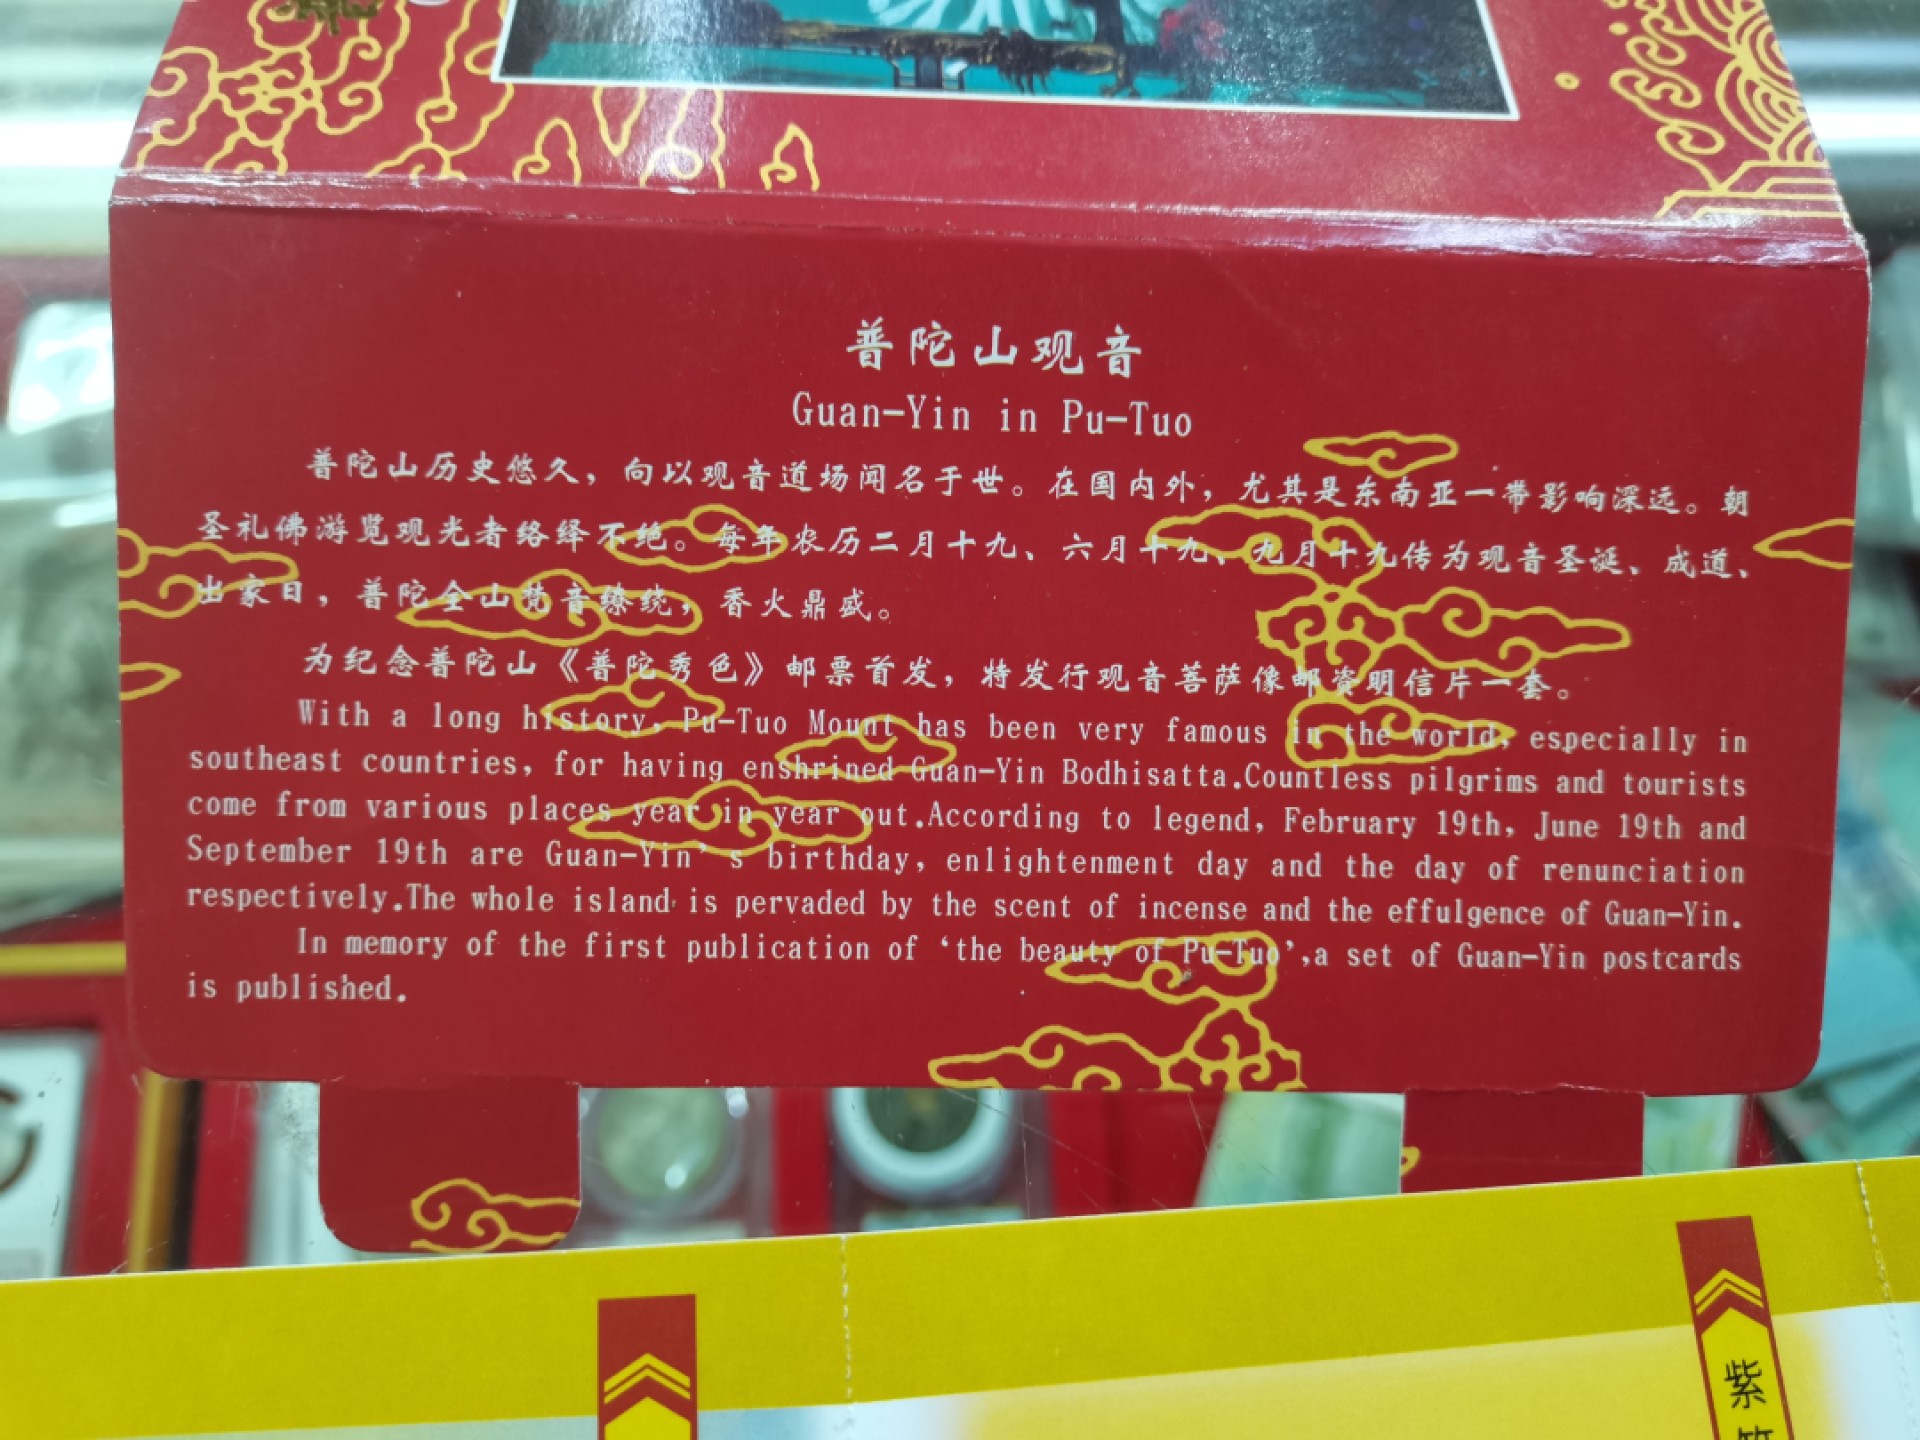 普陀山观音
Guan-Yin in Pu-Tuo
普陀山历史悠久，向以观音道场闻名于世。在国内外，尤其是东南亚一带影响深远。朝
圣礼佛游览观光者络绎不绝。每年农历二月十九、六月十九、九月十九传为观音圣诞、成道、
出家日，普陀全山梵音缭绕，香火鼎盛。
为纪念普陀山《普陀秀色》邮票首发，特发行观音菩萨像邮资明信片一套。
With a long history, Pu-Tuo Mount has been very famous in the world, especially in
southeast countries, for having enshrined Guan-Yin Bodhisatta.Countless pilgrims and tourists
come from various places year in year out.According to legend, February 19th, June 19th and
September 19th are Guan-Yin's birthday, enlightenment day and the day of renunciation
respectively.The whole island is pervaded by the scent of incense and the effulgence of Guan-Yin.
In memory of the first publication of 'the beauty of Pu-Tuo',a set of Guan-Yin postcards
is published.
紫